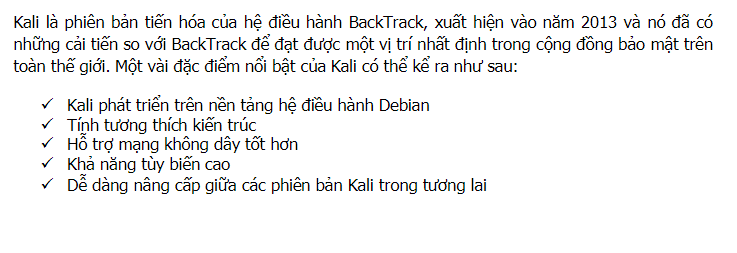 Kali là phiên bản tiến hóa của hệ điều hành BackTrack, xuất hiện vào năm 2013 và nó đã có
những cải tiến so với BackTrack để đạt được một vị trí nhất định trong cộng đồng bảo mật trên
toàn thế giới. Một vài đặc điểm nổi bật của Kali có thể kể ra như sau:
✓ Kali phát triển trên nền tảng hệ điều hành Debian
✓ Tính tương thích kiến trúc
✓ Hỗ trợ mạng không dây tốt hơn
✓ Khả năng tùy biến cao
✓ Dễ dàng nâng cấp giữa các phiên bản Kali trong tương lai